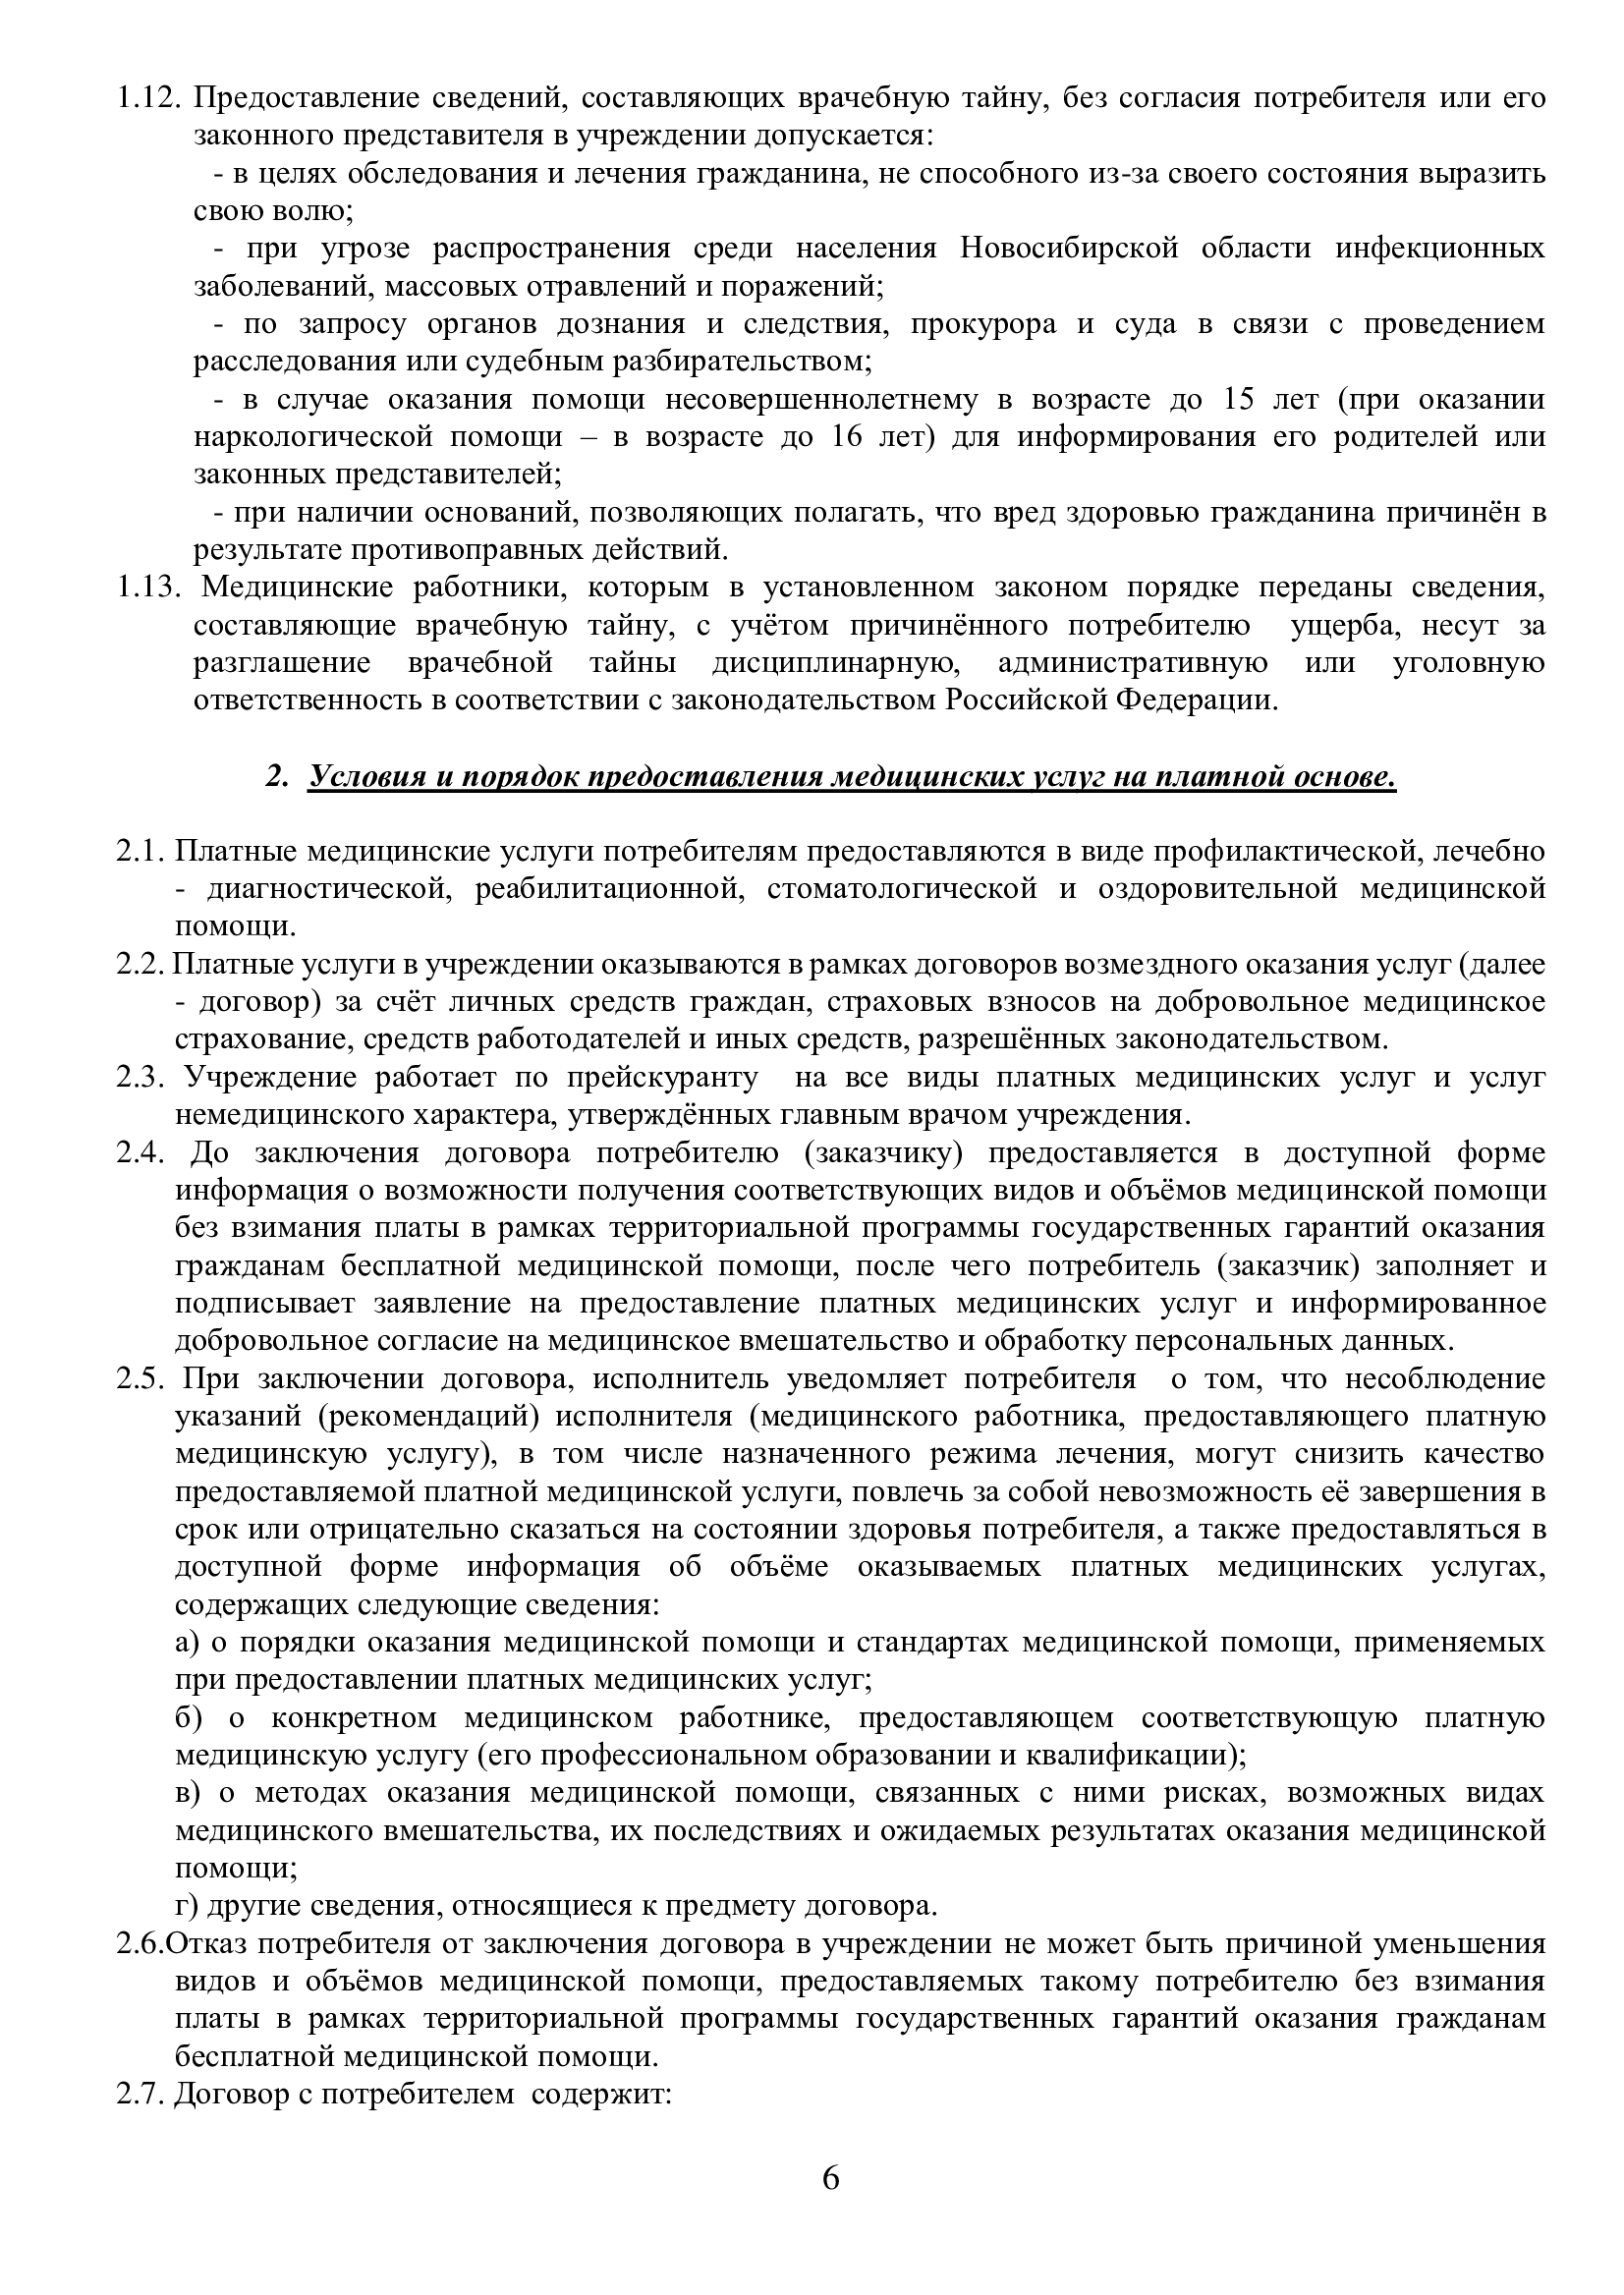 1.12. Предоставление сведений, составляющих врачебную тайну, без согласия потребителя или его
законного представителя в учреждении допускается:
- в целях обследования и лечения гражданина, не способного из-за своего состояния выразить
свою волю;
- при угрозе распространения среди населения Новосибирской области инфекционных
заболеваний, массовых отравлений и поражений;
- по запросу органов дознания и следствия, прокурора и суда в связи с проведением
расследования или судебным разбирательством;
- в случае оказания помощи несовершеннолетнему в возрасте до 15 лет (при оказании
наркологической помощи – в возрасте до 16 лет) для информирования его родителей или
законных представителей;
- при наличии оснований, позволяющих полагать, что вред здоровью гражданина причинён в
результате противоправных действий.
1.13. Медицинские работники, которым в установленном законом порядке переданы сведения,
составляющие врачебную тайну, с учётом причинённого потребителю ущерба, несут за
разглашение врачебной тайны дисциплинарную, административную или уголовную
ответственность в соответствии с законодательством Российской Федерации.
2. Условия и порядок предоставления медицинских услуг на платной основе.
2.1. Платные медицинские услуги потребителям предоставляются в виде профилактической, лечебно
- диагностической, реабилитационной, стоматологической и оздоровительной медицинской
помощи.
2.2. Платные услуги в учреждении оказываются в рамках договоров возмездного оказания услуг (далее
- договор) за счёт личных средств граждан, страховых взносов на добровольное медицинское
страхование, средств работодателей и иных средств, разрешённых законодательством.
2.3. Учреждение работает по прейскуранту на все виды платных медицинских услуг и услуг
немедицинского характера, утверждённых главным врачом учреждения.
2.4. До заключения договора потребителю (заказчику) предоставляется в доступной форме
информация о возможности получения соответствующих видов и объёмов медицинской помощи
без взимания платы в рамках территориальной программы государственных гарантий оказания
гражданам бесплатной медицинской помощи, после чего потребитель (заказчик) заполняет и
подписывает заявление на предоставление платных медицинских услуг и информированное
добровольное согласие на медицинское вмешательство и обработку персональных данных.
2.5. При заключении договора, исполнитель уведомляет потребителя о том, что несоблюдение
указаний (рекомендаций) исполнителя (медицинского работника, предоставляющего платную
медицинскую услугу), в том числе назначенного режима лечения, могут снизить качество
предоставляемой платной медицинской услуги, повлечь за собой невозможность её завершения в
срок или отрицательно сказаться на состоянии здоровья потребителя, а также предоставляться в
доступной форме информация об объёме оказываемых платных медицинских услугах,
содержащих следующие сведения:
а) о порядки оказания медицинской помощи и стандартах медицинской помощи, применяемых
при предоставлении платных медицинских услуг;
б) о конкретном медицинском работнике, предоставляющем соответствующую платную
медицинскую услугу (его профессиональном образовании и квалификации);
в) о методах оказания медицинской помощи, связанных с ними рисках, возможных видах
медицинского вмешательства, их последствиях и ожидаемых результатах оказания медицинской
помощи;
г) другие сведения, относящиеся к предмету договора.
2.6.Отказ потребителя от заключения договора в учреждении не может быть причиной уменьшения
видов и объёмов медицинской помощи, предоставляемых такому потребителю без взимания
платы в рамках территориальной программы государственных гарантий оказания гражданам
бесплатной медицинской помощи.
2.7. Договор с потребителем содержит:
6